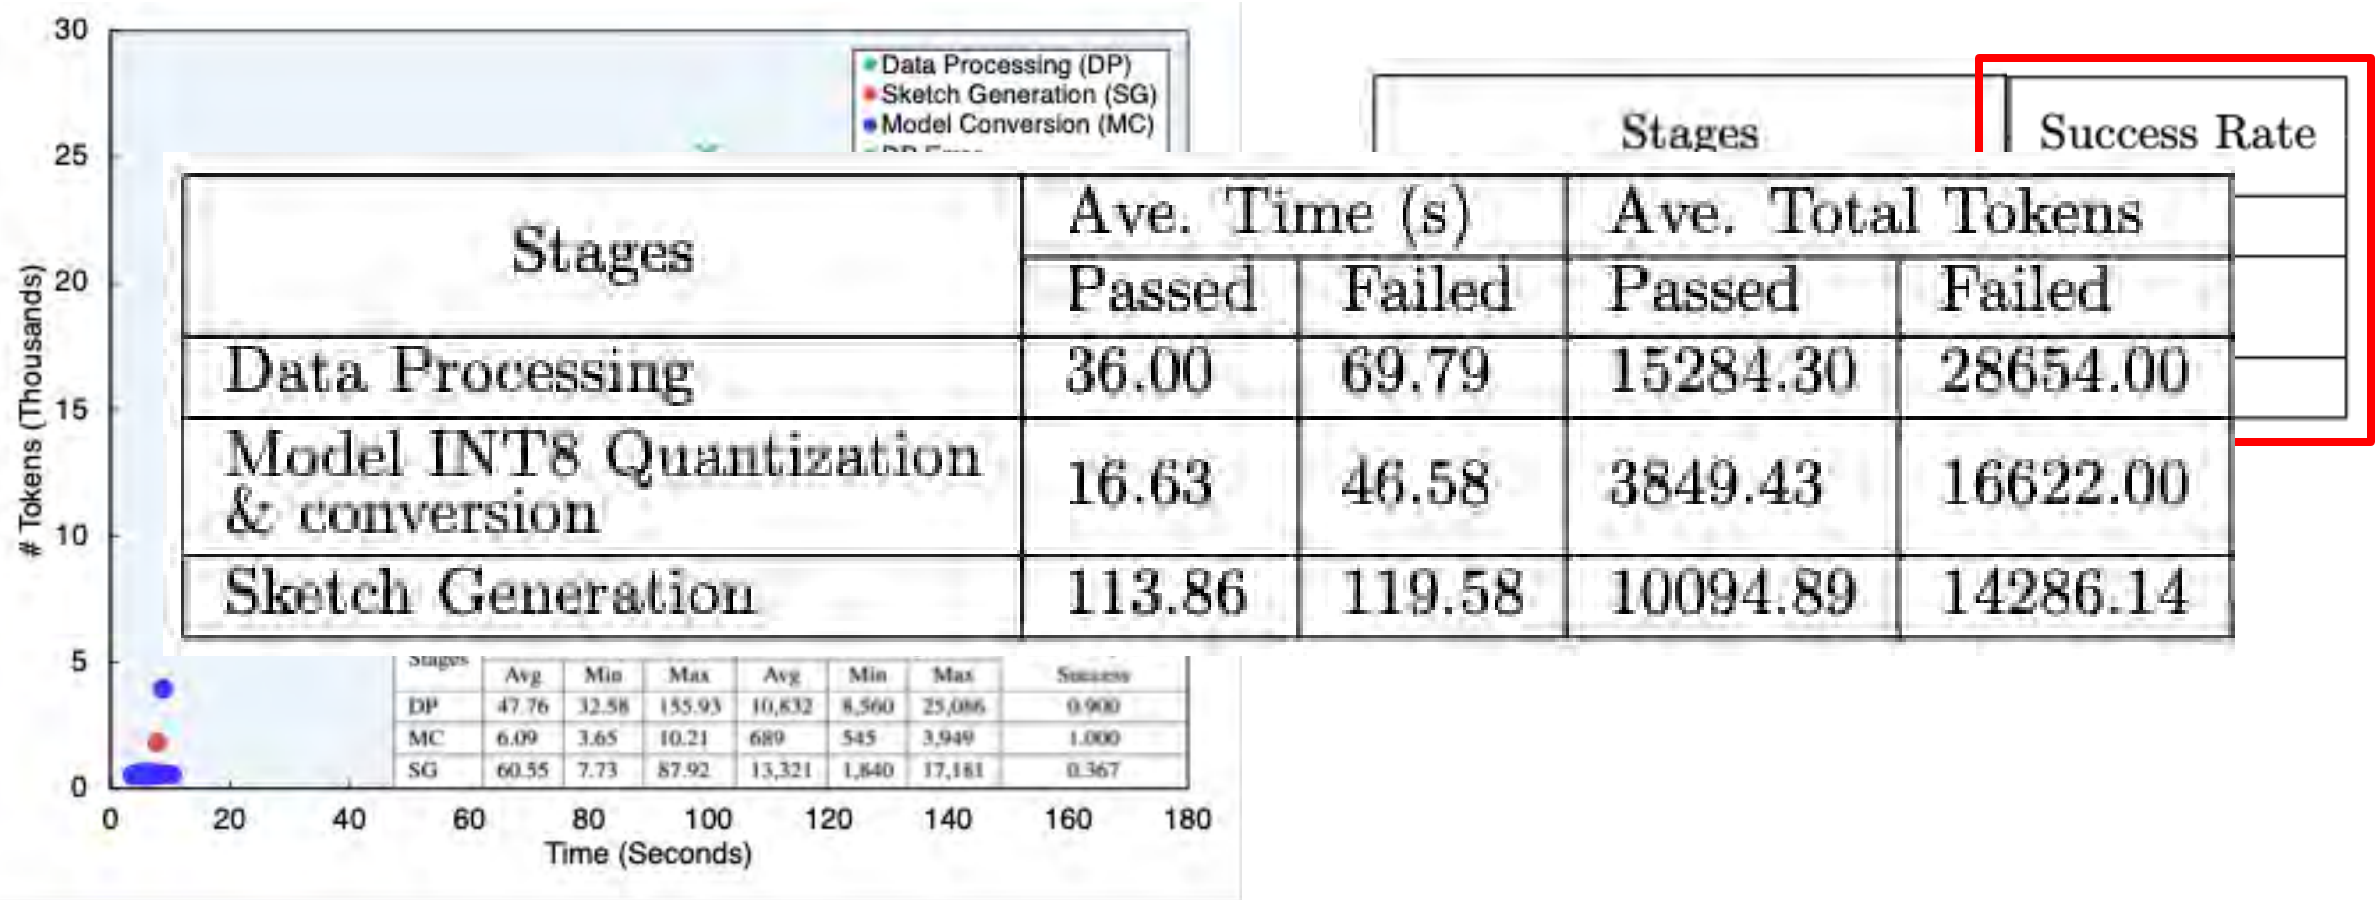 30
Data Processing (DP)
Sketch Generation (SG)
Model Conversion (MC)
25
20
15
10
5
0
# Tokens (Thousands)
0 20 40 60 80 100 120 140 160 180
Time (Seconds)
Stages Success Rate
Stages Ave. Time (s) Ave. Total Tokens
Passed Failed Passed Failed
Data Processing 36.00 69.79 15284.30 28654.00
Model INT8 Quantization
& conversion 16.63 46.58 3849.43 16622.00
Sketch Generation 113.86 119.58 10094.89 14286.14
Stages Avg Min Max Avg Min Max Success
DP 47.76 32.58 155.93 10,832 8,560 25,086 0.900
MC 6.09 3.65 10.21 689 545 3,949 1.000
SG 60.55 7.73 87.92 13,321 1,840 17,181 0.367